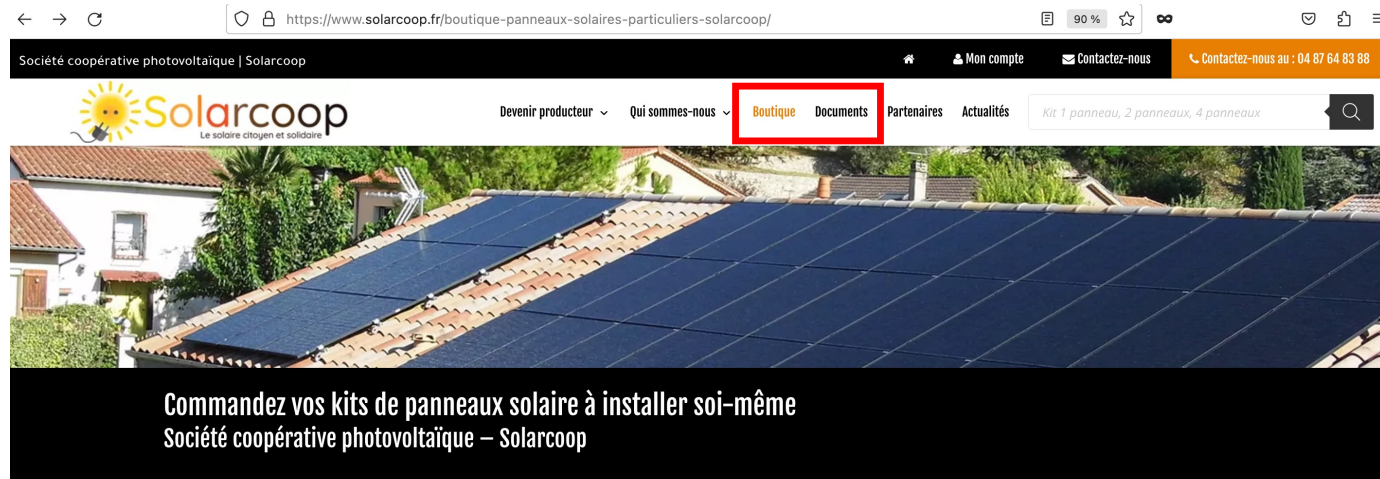 https://www.solarcoop.fr/boutique-panneaux-solaires-particuliers-solarcoop/
90 %
Société coopérative photovoltaïque | Solarcoop
Mon compte
Contactez-nous
Contactez-nous au : 04 87 64 83 88
Solarcoop
Le solaire citoyen et solidaire
Devenir producteur
Qui sommes-nous
Boutique
Documents
Partenaires
Actualités
Kit 1 panneau, 2 panneaux, 4 panneaux
Commandez vos kits de panneaux solaire à installer soi-même
Société coopérative photovoltaïque – Solarcoop